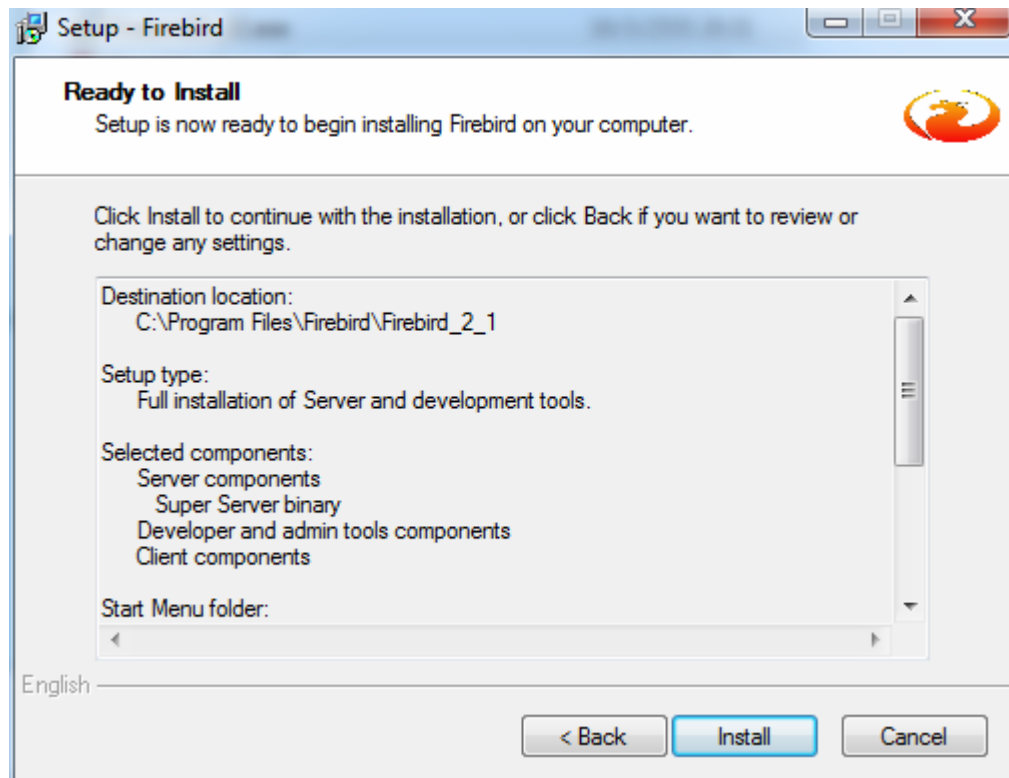 Setup - Firebird
Ready to Install
Setup is now ready to begin installing Firebird on your computer.
Click Install to continue with the installation, or click Back if you want to review or
change any settings.
Destination location:
C:\Program Files\Firebird\Firebird_2_1
Setup type:
Full installation of Server and development tools.
Selected components:
Server components
Super Server binary
Developer and admin tools components
Client components
Start Menu folder:
English
< Back
Install
Cancel